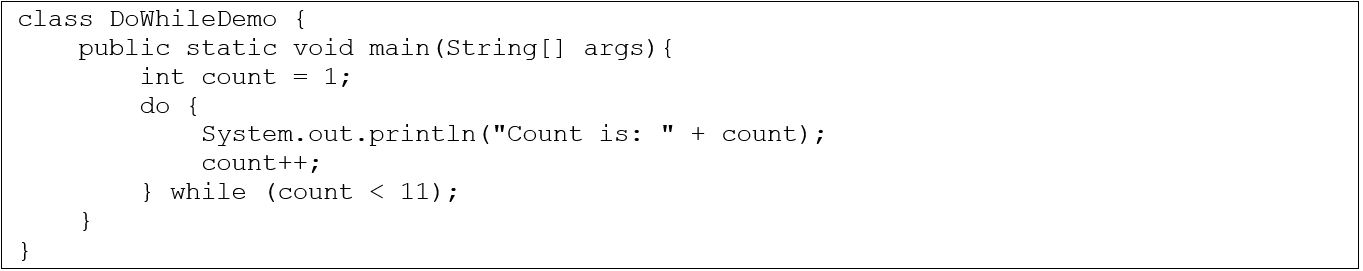 class DoWhileDemo {
    public static void main(String[] args){
        int count = 1;
        do {
            System.out.println("Count is: " + count);
            count++;
        } while (count < 11);
    }
}